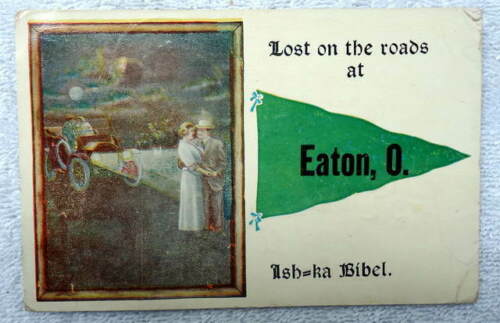 Lost on the roads
at
Eaton, O.
Ish=ka Bibel.